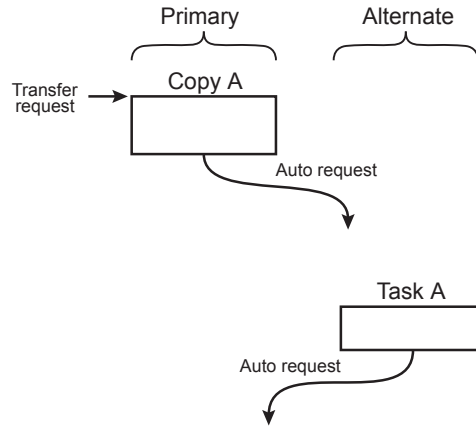 Primary
Alternate
Copy A
Transfer
request
Auto request
Task A
Auto request